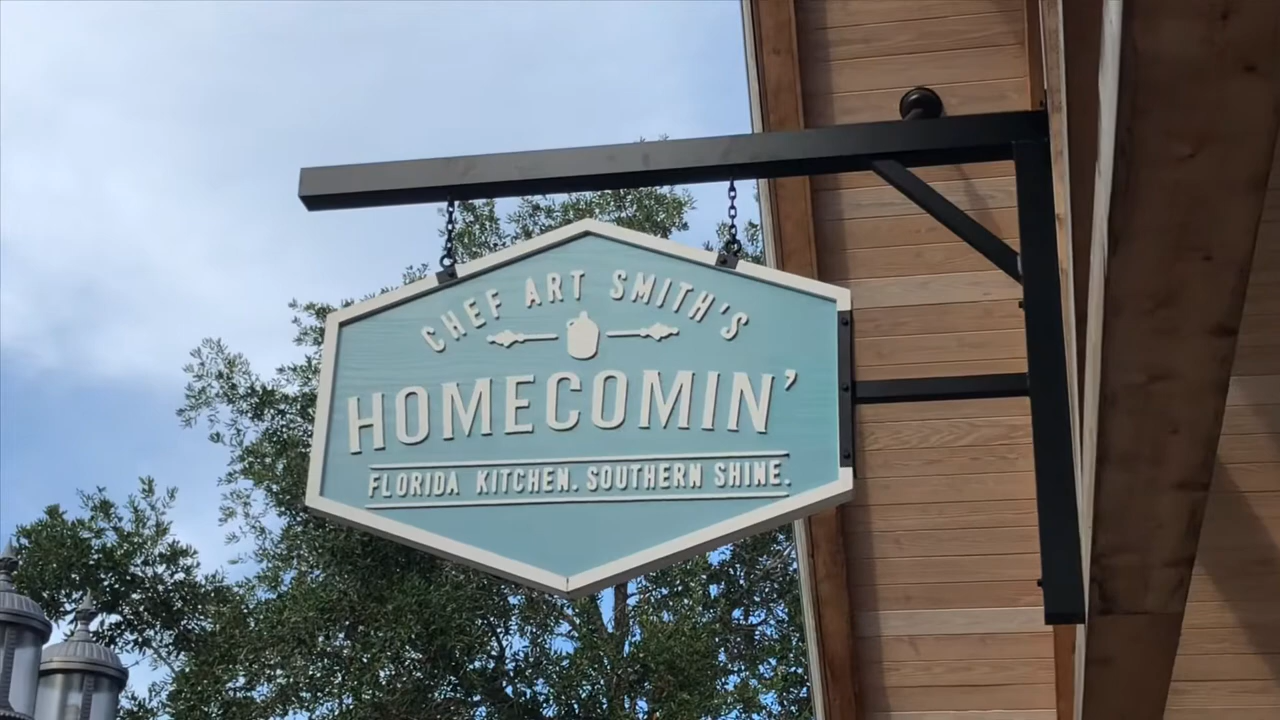 CHEF ART SMITH'S
HOMECOMIN'
FLORIDA KITCHEN. SOUTHERN SHINE.